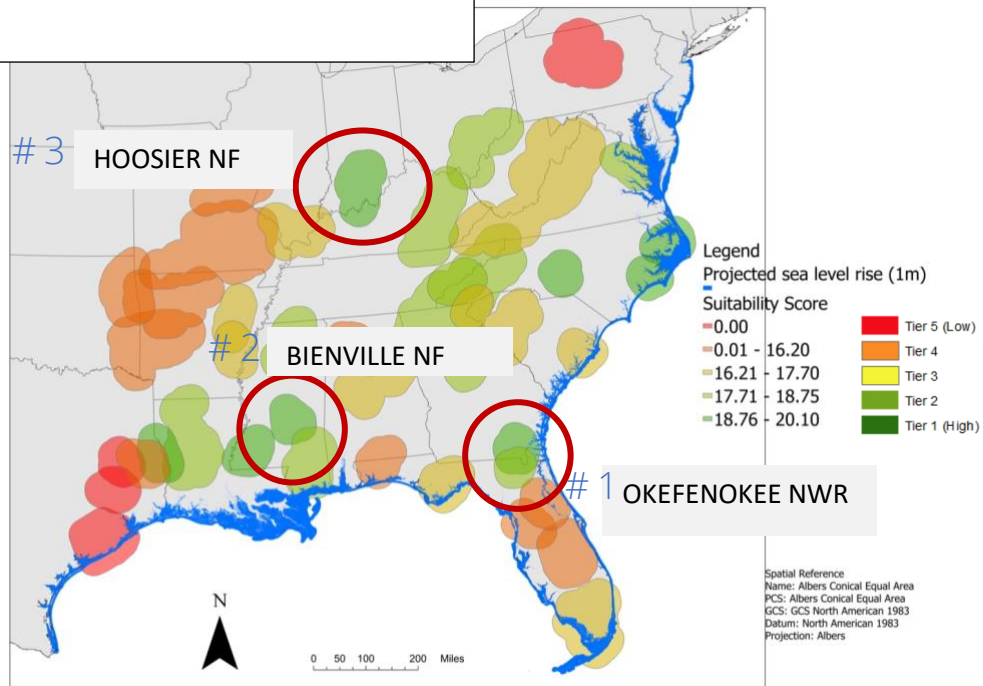 # 3 HOOSIER NF
# 2 BIENVILLE NF
# 1 OKEFENOKEE NWR
Legend
Projected sea level rise (1m)
Suitability Score
0.00
0.01 - 16.20
16.21 - 17.70
17.71 - 18.75
18.76 - 20.10
Tier 5 (Low)
Tier 4
Tier 3
Tier 2
Tier 1 (High)
N
0 50 100 200 Miles
Spatial Reference
Name: Albers Conical Equal Area
PCS: Albers Conical Equal Area
GCS: GCS North American 1983
Datum: North American 1983
Projection: Albers